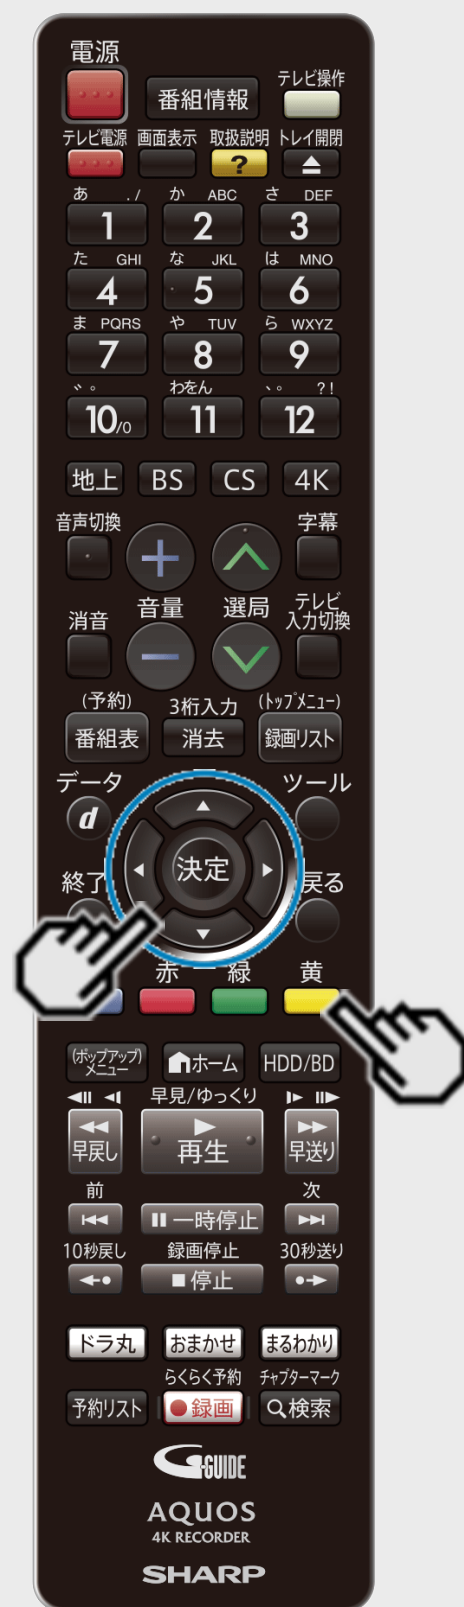 電源
番組情報
テレビ操作
テレビ電源 画面表示 取扱説明 トレイ開閉
?
あ ./ か ABC さ DEF
1 2 3
た GHI な JKL は MNO
4 5 6
ま PQRS や TUV ら WXYZ
7 8 9
゛゜ わをん 、。 ?!
10/0 11 12
地上 BS CS 4K
音声切換 字幕
+
音量 選局
消音 テレビ
入力切換
−
(予約) 3桁入力 (トップメニュー)
番組表 消去 録画リスト
データ ツール
d
決定
終了 戻る
赤 緑 黄
(ポップアップ)
メニュー ホーム HDD/BD
早見/ゆっくり
早戻し 再生 早送り
前 次
一時停止
10秒戻し 録画停止 30秒送り
停止
ドラ丸 おまかせ まるわかり
らくらく予約 チャプターマーク
予約リスト 録画 検索
G-GUIDE
AQUOS
4K RECORDER
SHARP